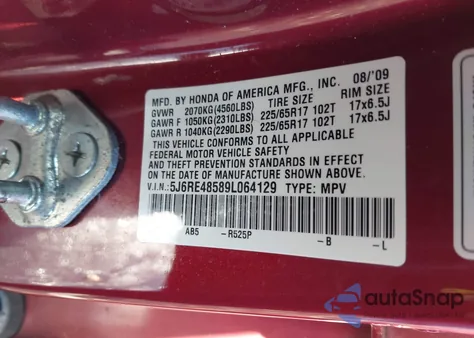 MFD. BY HONDA OF AMERICA MFG., INC. 08/'09
GVWR 2070KG(4560LBS) TIRE SIZE RIM SIZE
GAWR F 1050KG(2310LBS) 225/65R17 102T 17x6.5J
GAWR R 1040KG(2290LBS) 225/65R17 102T 17x6.5J
THIS VEHICLE CONFORMS TO ALL APPLICABLE
FEDERAL MOTOR VEHICLE SAFETY
AND THEFT PREVENTION STANDARDS IN EFFECT
ON THE DATE OF MANUFACTURE SHOWN ABOVE.
V.I.N.:5J6RE48589L064129 TYPE: MPV
AB5 -R525P -B -L
autaSnap